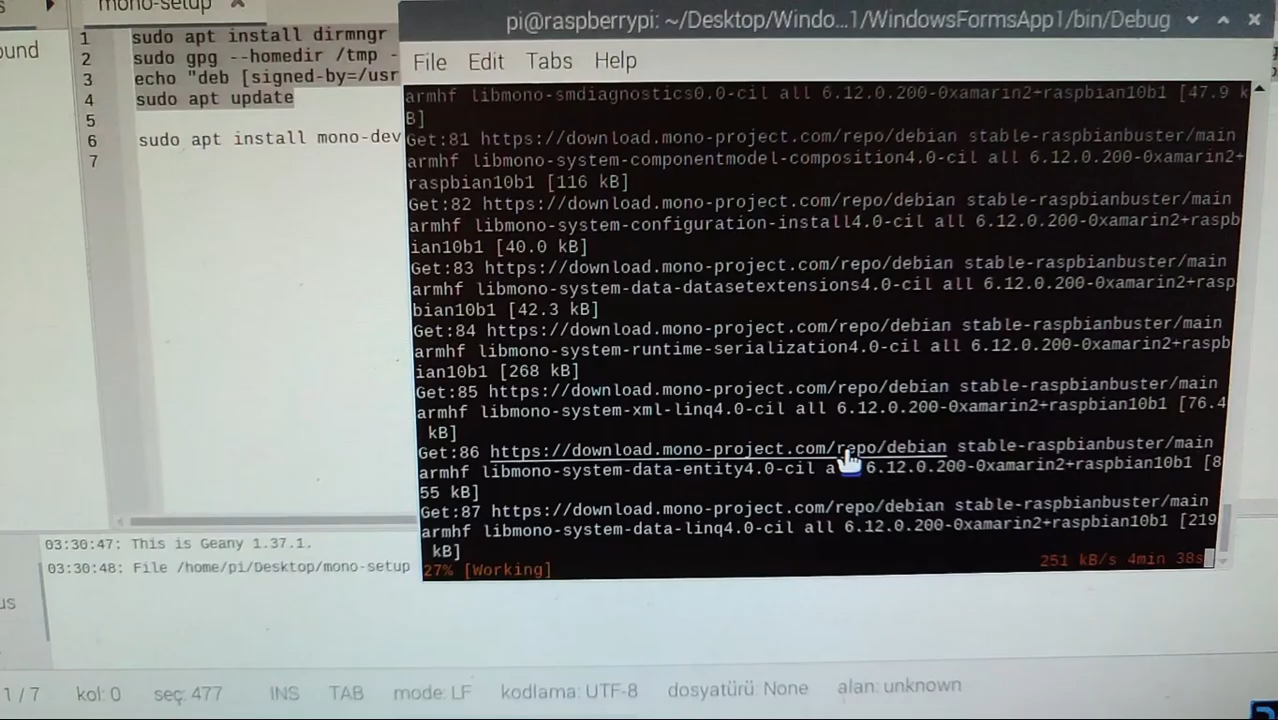 mono-setup
ound
1 sudo apt install dirmngr
2 sudo gpg --homedir /tmp -
3 echo "deb [signed-by=/usr
4 sudo apt update
5
6 sudo apt install mono-dev
7
pi@raspberrypi: ~/Desktop/Windo...1/WindowsFormsApp1/bin/Debug
File Edit Tabs Help
armhf libmono-smdiagnostics0.0-cil all 6.12.0.200-0xamarin2+raspbian10b1 [47.9 k
B]
Get:81 https://download.mono-project.com/repo/debian stable-raspbianbuster/main
armhf libmono-system-componentmodel-composition4.0-cil all 6.12.0.200-0xamarin2+
raspbian10b1 [116 kB]
Get:82 https://download.mono-project.com/repo/debian stable-raspbianbuster/main
armhf libmono-system-configuration-install4.0-cil all 6.12.0.200-0xamarin2+raspb
ian10b1 [40.0 kB]
Get:83 https://download.mono-project.com/repo/debian stable-raspbianbuster/main
armhf libmono-system-data-datasetextensions4.0-cil all 6.12.0.200-0xamarin2+rasp
bian10b1 [42.3 kB]
Get:84 https://download.mono-project.com/repo/debian stable-raspbianbuster/main
armhf libmono-system-runtime-serialization4.0-cil all 6.12.0.200-0xamarin2+raspb
ian10b1 [268 kB]
Get:85 https://download.mono-project.com/repo/debian stable-raspbianbuster/main
armhf libmono-system-xml-linq4.0-cil all 6.12.0.200-0xamarin2+raspbian10b1 [76.4
kB]
Get:86 https://download.mono-project.com/repo/debian stable-raspbianbuster/main
armhf libmono-system-data-entity4.0-cil a 6.12.0.200-0xamarin2+raspbian10b1 [8
55 kB]
Get:87 https://download.mono-project.com/repo/debian stable-raspbianbuster/main
armhf libmono-system-data-linq4.0-cil all 6.12.0.200-0xamarin2+raspbian10b1 [219
kB]
27% [Working] 251 kB/s 4min 38s
03:30:47: This is Geany 1.37.1.
03:30:48: File /home/pi/Desktop/mono-setup
us
1 / 7 kol: 0 seç: 477 INS TAB mode: LF kodlama: UTF-8 dosyatürü: None alan: unknown